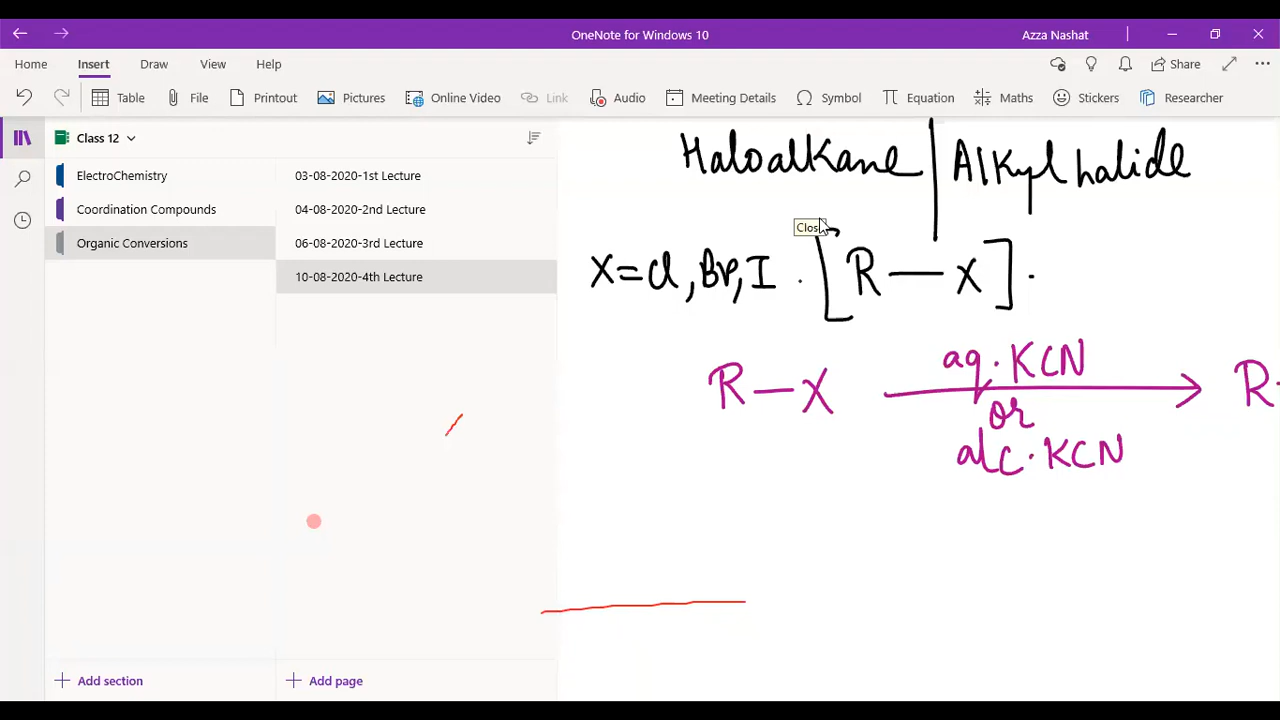 OneNote for Windows 10
Azza Nashat
Home Insert Draw View Help
Share
Table File Printout Pictures Online Video Link Audio Meeting Details Symbol Equation Maths Stickers Researcher
Class 12
ElectroChemistry
Coordination Compounds
Organic Conversions
03-08-2020-1st Lecture
04-08-2020-2nd Lecture
06-08-2020-3rd Lecture
10-08-2020-4th Lecture
Add section
Add page
Haloalkane | Alkyl halide
X=Cl, Br, I . [R — X] .
aq. KCN
R — X → R
or
alc. KCN